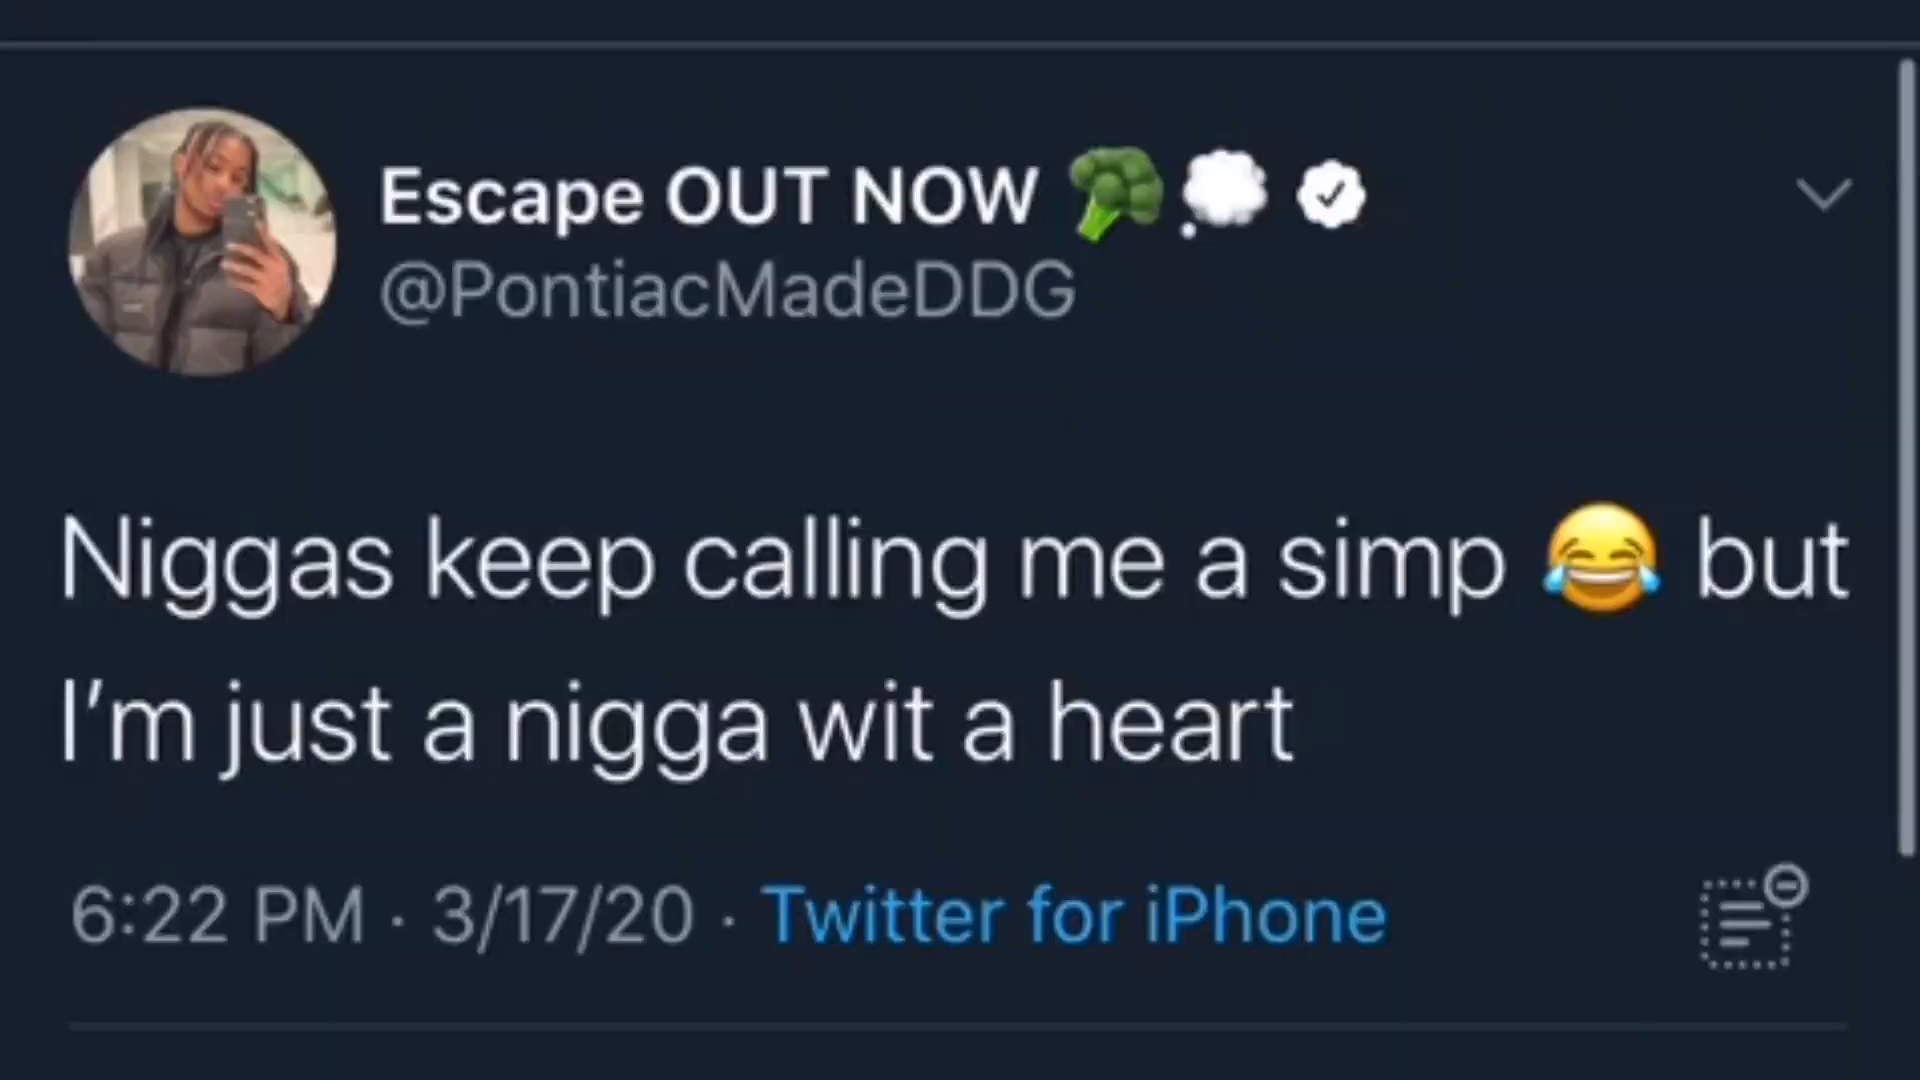 Escape OUT NOW 🥦💭
@PontiacMadeDDG
Niggas keep calling me a simp 😂 but
I'm just a nigga wit a heart
6:22 PM · 3/17/20 · Twitter for iPhone